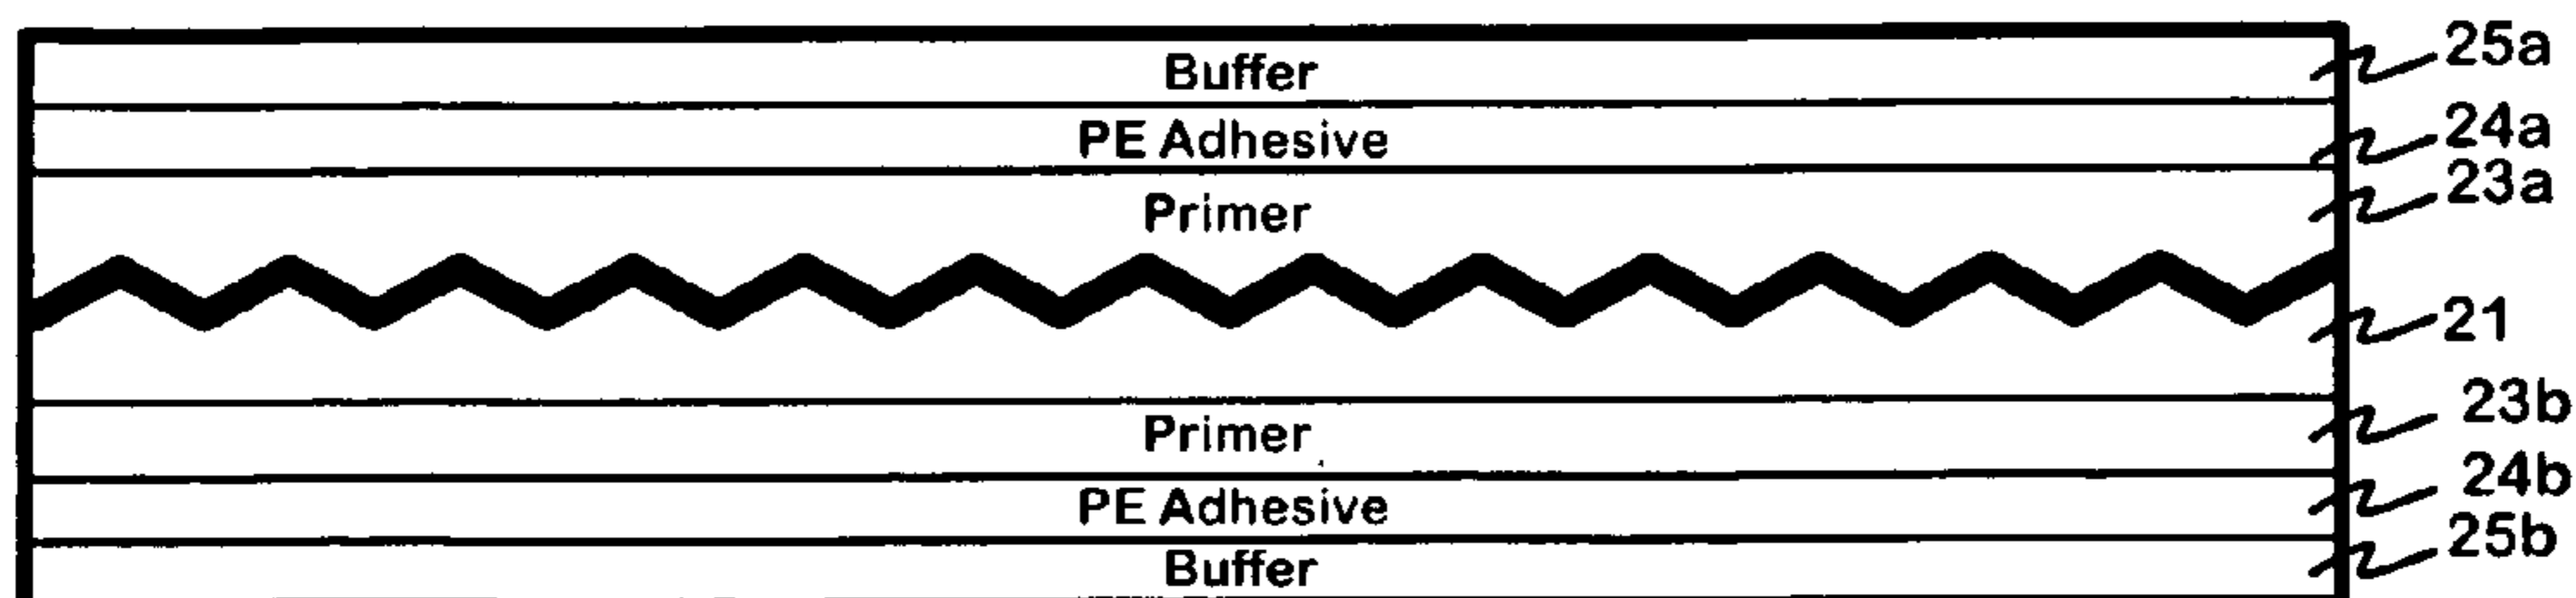 Buffer 25a
PE Adhesive 24a
Primer 23a
21
Primer 23b
PE Adhesive 24b
Buffer 25b